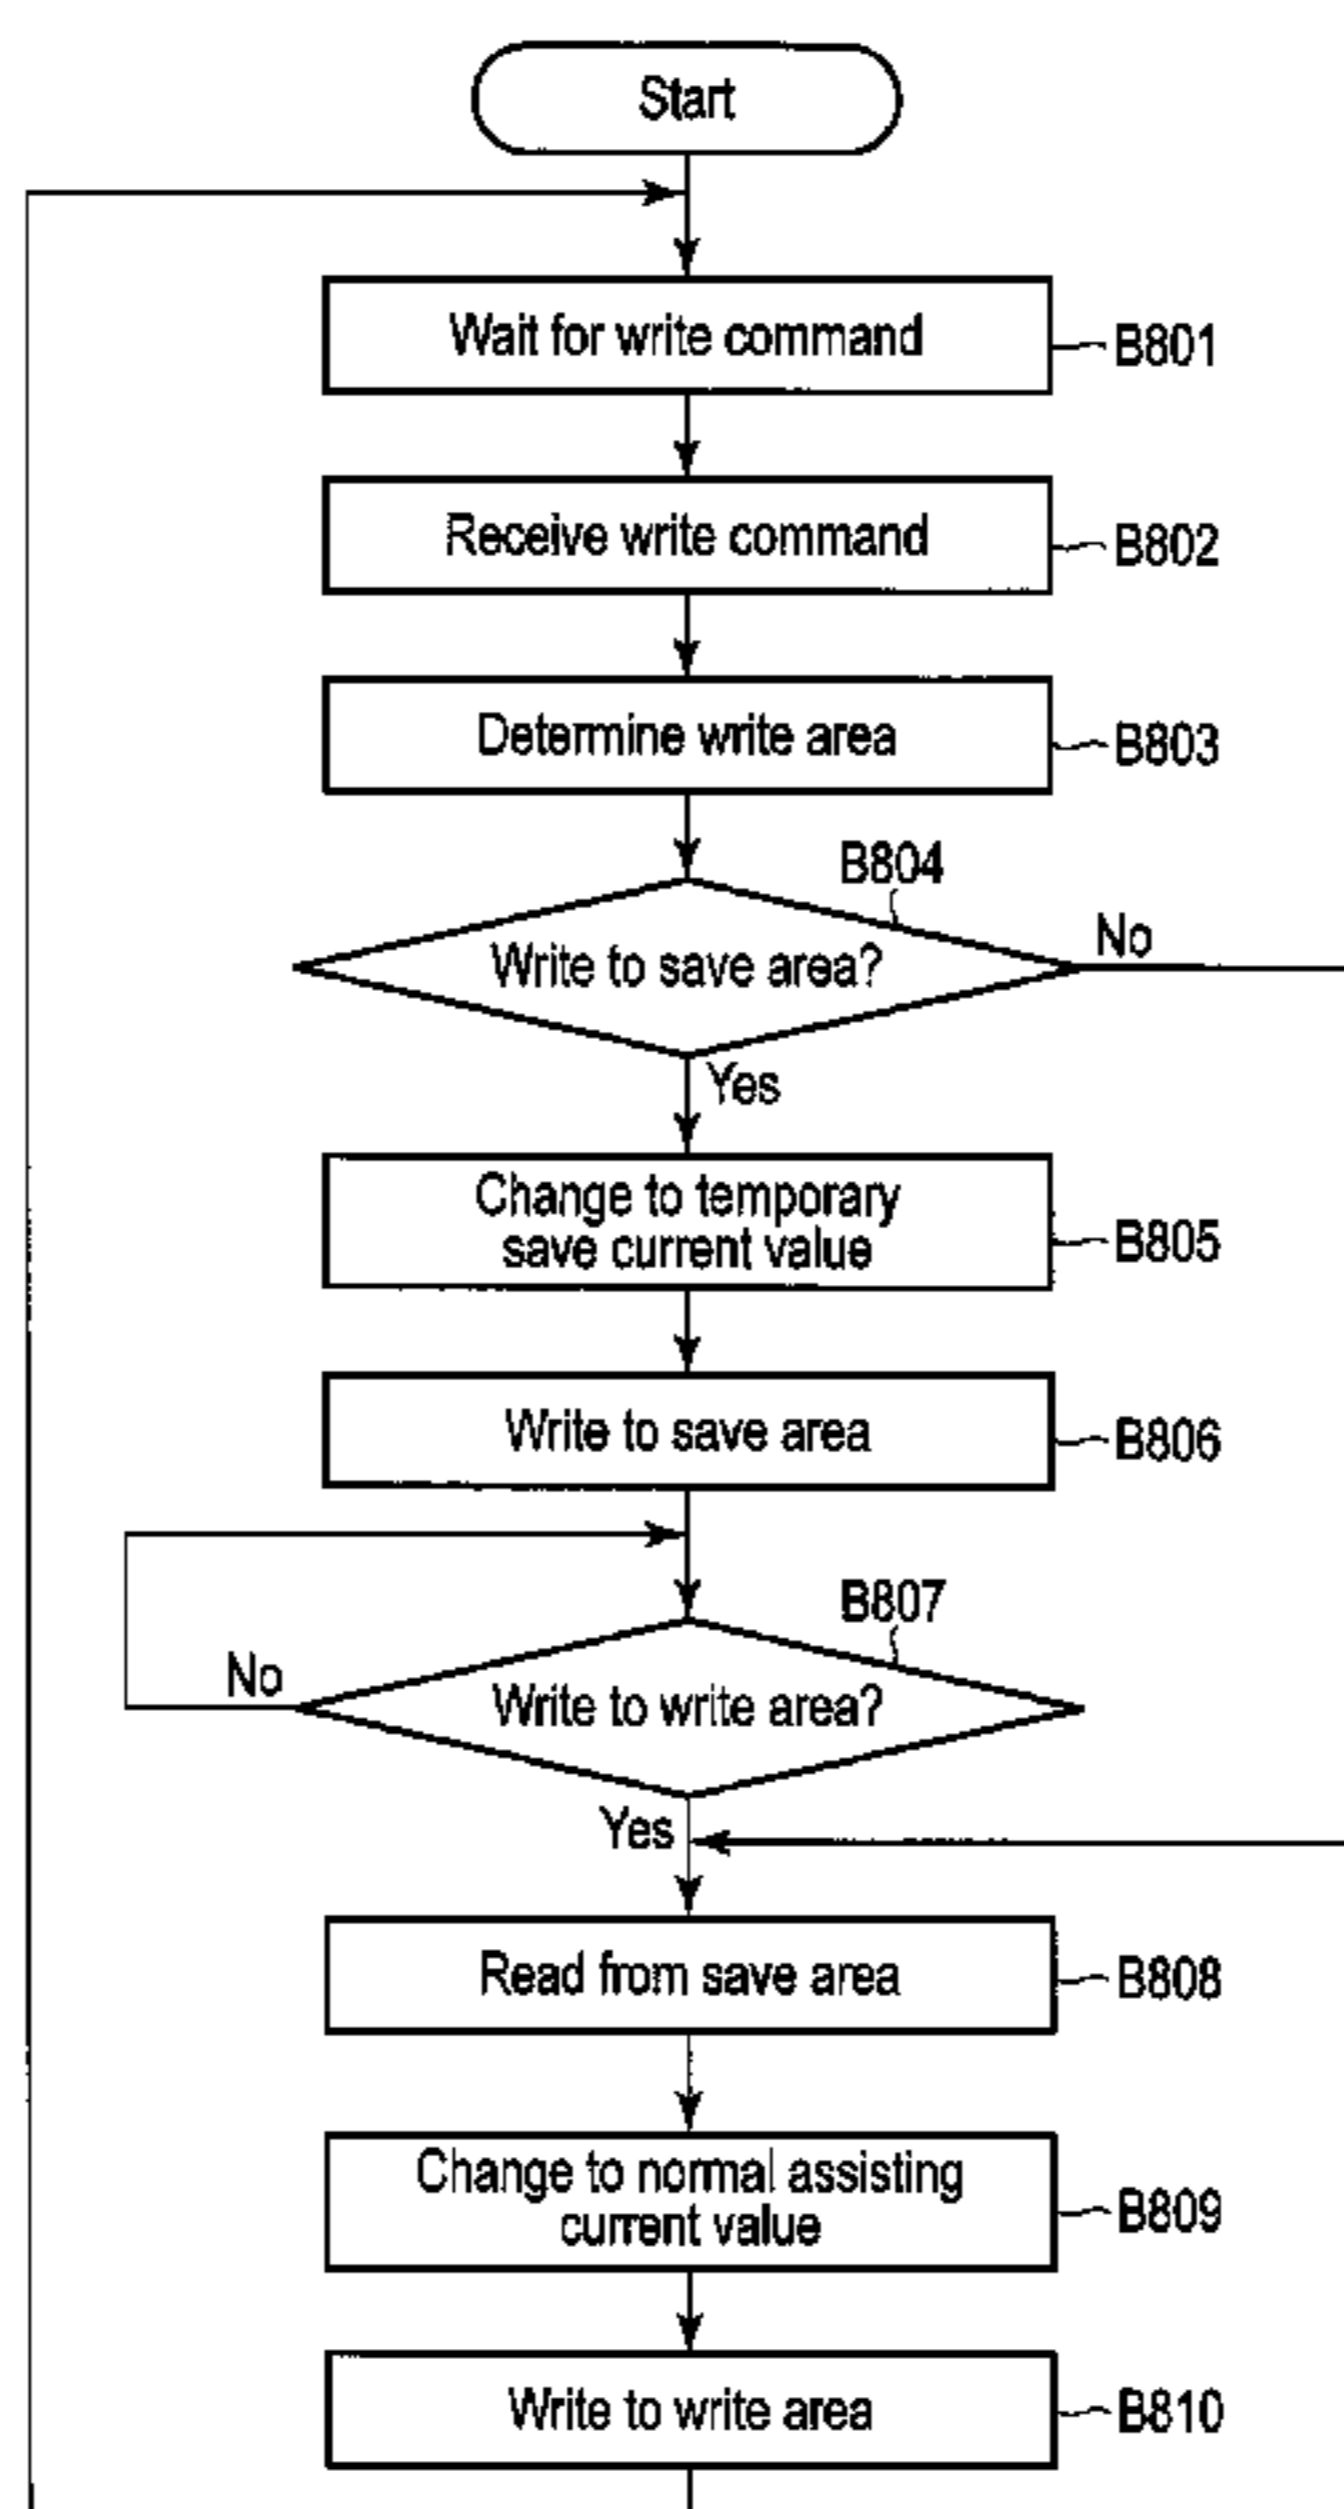 Start
Wait for write command
B801
Receive write command
B802
Determine write area
B803
B804
Write to save area?
No
Yes
Change to temporary
save current value
B805
Write to save area
B806
B807
No
Write to write area?
Yes
Read from save area
B808
Change to normal assisting
current value
B809
Write to write area
B810